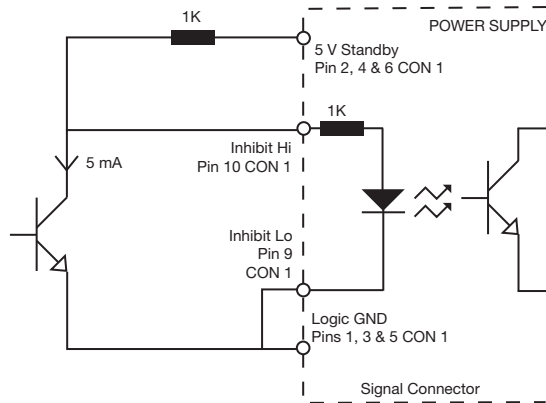 1K
POWER SUPPLY
5 V Standby
Pin 2, 4 & 6 CON 1
1K
Inhibit Hi
Pin 10 CON 1
5 mA
Inhibit Lo
Pin 9
CON 1
Logic GND
Pins 1, 3 & 5 CON 1
Signal Connector